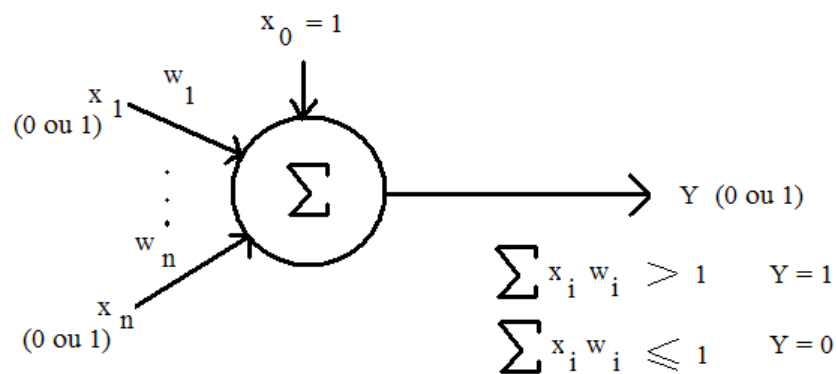 x0 = 1
w1
x1
(0 ou 1)
Σ
Y (0 ou 1)
wn
xn
(0 ou 1)
Σ xi wi > 1 Y = 1
Σ xi wi ⩽ 1 Y = 0